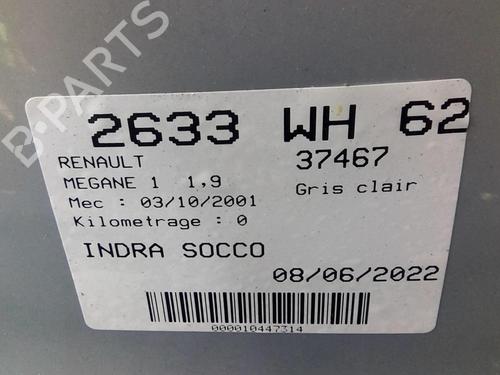 B-PARTS
2633 WH 62
RENAULT 37467
MEGANE 1 1,9 Gris clair
Mec : 03/10/2001
Kilometrage : 0
INDRA SOCCO
08/06/2022
000010447314